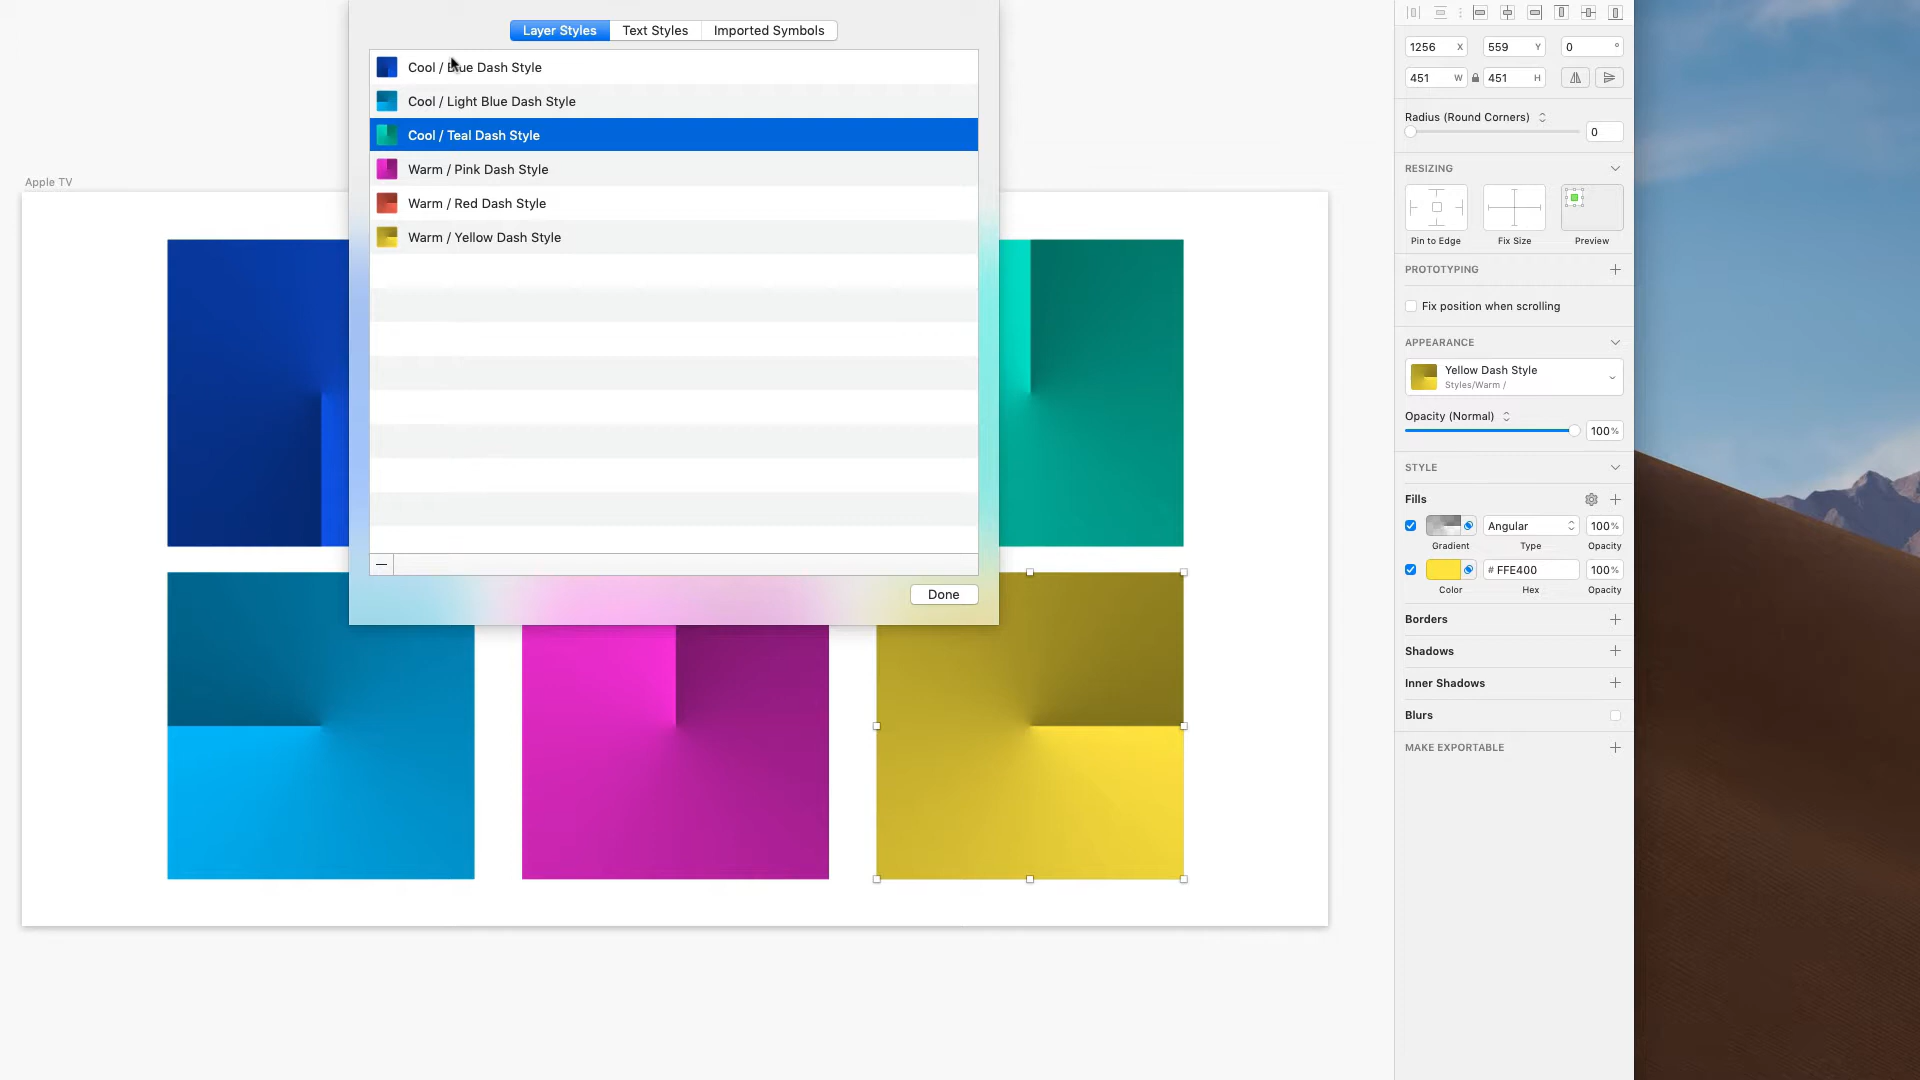 Layer Styles Text Styles Imported Symbols
Cool / Blue Dash Style
Cool / Light Blue Dash Style
Cool / Teal Dash Style
Warm / Pink Dash Style
Warm / Red Dash Style
Warm / Yellow Dash Style
Done
Apple TV
1256 X 559 Y 0 °
451 W 451 H
Radius (Round Corners)
0
RESIZING
Pin to Edge Fix Size Preview
PROTOTYPING
Fix position when scrolling
APPEARANCE
Yellow Dash Style
Styles/Warm /
Opacity (Normal)
100%
STYLE
Fills
Angular 100%
Gradient Type Opacity
# FFE400 100%
Color Hex Opacity
Borders
Shadows
Inner Shadows
Blurs
MAKE EXPORTABLE